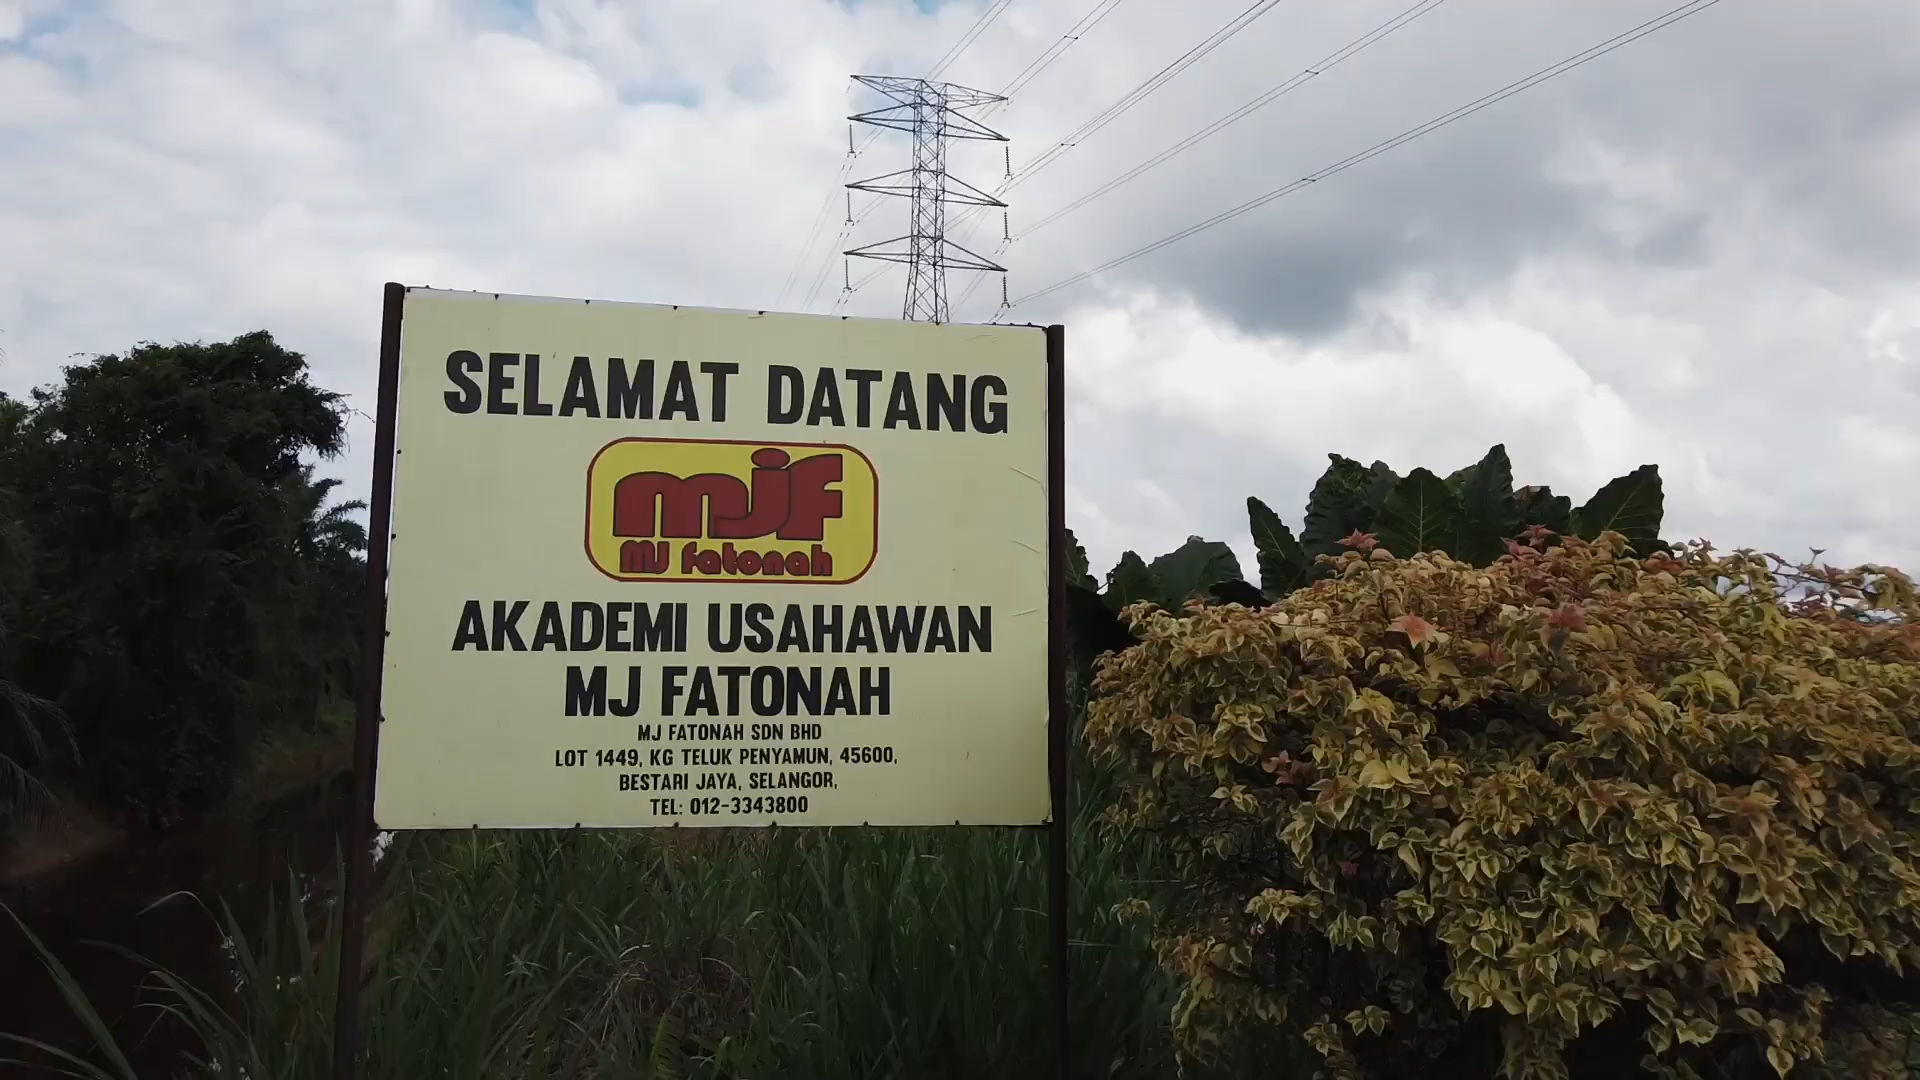 SELAMAT DATANG
mjf
MJ fatonah
AKADEMI USAHAWAN
MJ FATONAH
MJ FATONAH SDN BHD
LOT 1449, KG TELUK PENYAMUN, 45600,
BESTARI JAYA, SELANGOR,
TEL: 012-3343800